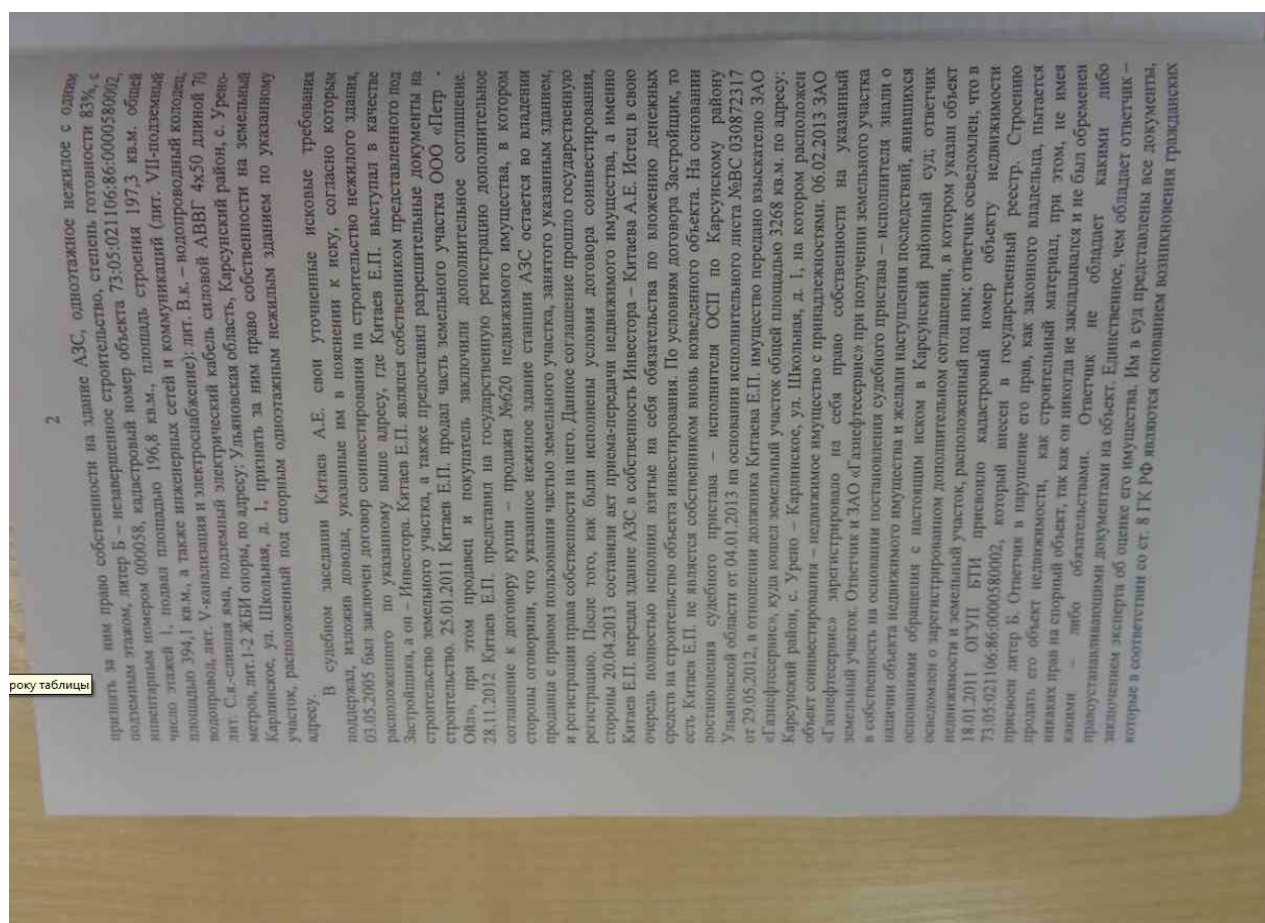 2
признать за ним право собственности на здание АЗС, одноэтажное нежилое с одним
подземным этажом, литер Б – незавершенное строительство, степень готовности 83%, с
инвентарным номером 000058, кадастровый номер объекта 73:05:021106:86:0000580002,
число этажей 1, подвал площадью 196,8 кв.м., площадь строения 197,3 кв.м. общей
площадью 394,1 кв.м., а также инженерных сетей и коммуникаций (лит. VII-подземный
водопровод, лит. V-канализация и электроснабжение): лит. В.к. – водопроводный колодец,
лит. С.я.-сливная яма, подземный электрический кабель силовой АВВГ 4х50 длиной 70
метров, лит.1-2 ЖБИ опоры, по адресу: Ульяновская область, Карсунский район, с. Урено-
Карлинское, ул. Школьная, д. 1, признать за ним право собственности на земельный
участок, расположенный под спорным одноэтажным нежилым зданием по указанному
адресу.
В судебном заседании Китаев А.Е. свои уточненные исковые требования
поддержал, изложив доводы, указанные им в пояснении к иску, согласно которым
03.05.2005 был заключен договор соинвестирования на строительство нежилого здания,
расположенного по указанному выше адресу, где Китаев Е.П. выступал в качестве
Застройщика, а он – Инвестора. Китаев Е.П. являлся собственником предоставленного под
строительство земельного участка, а также предоставил разрешительные документы на
строительство. 25.01.2011 Китаев Е.П. продал часть земельного участка ООО «Петр -
Ойл», при этом продавец и покупатель заключили дополнительное соглашение.
28.11.2012 Китаев Е.П. представил на государственную регистрацию дополнительное
соглашение к договору купли – продажи №620 недвижимого имущества, в котором
стороны оговорили, что указанное нежилое здание станции АЗС остается во владении
продавца с правом пользования частью земельного участка, занятого указанным зданием,
и регистрации права собственности на него. Данное соглашение прошло государственную
регистрацию. После того, как были исполнены условия договора соинвестирования,
стороны 20.04.2013 составили акт приема-передачи недвижимого имущества, а именно
Китаев Е.П. передал здание АЗС в собственность Инвестора – Китаева А.Е. Истец в свою
очередь полностью исполнил взятые на себя обязательства по вложению денежных
средств на строительство объекта инвестирования. По условиям договора Застройщик, то
есть Китаев Е.П. не является собственником вновь возведенного объекта. На основании
постановления судебного пристава – исполнителя ОСП по Карсунскому району
Ульяновской области от 04.01.2013 на основании исполнительного листа №ВС 030872317
от 29.05.2012, в отношении должника Китаева Е.П. имущество передано взыскателю ЗАО
«Газнефтесервис», куда вошел земельный участок общей площадью 3268 кв.м. по адресу;
Карсунский район, с. Урено – Карлинское, ул. Школьная, д. 1, на котором расположен
объект соинвестирования – недвижимое имущество с принадлежностями. 06.02.2013 ЗАО
«Газнефтесервис» зарегистрировало на себя право собственности на указанный
земельный участок. Ответчик и ЗАО «Газнефтесервис» при получении земельного участка
в собственность на основании постановления судебного пристава – исполнителя знали о
наличии объекта недвижимого имущества и желали наступления последствий, явившихся
основаниями обращения с настоящим иском в Карсунский районный суд; ответчик
осведомлен о зарегистрированном дополнительном соглашении, в котором указан объект
недвижимости и земельный участок, расположенный под ним; ответчик осведомлен, что в
18.01.2011 ОГУП БТИ присвоило кадастровый номер объекту недвижимости
73:05:021106:86:0000580002, который внесен в государственный реестр. Строению
присвоен литер Б. Ответчик в нарушение его прав, как законного владельца, пытается
продать его объект недвижимости, как строительный материал, при этом, не имея
никаких прав на спорный объект, так как он никогда не закладывался и не был обременен
какими – либо обязательствами. Ответчик не обладает какими либо
правоустанавливающими документами на объект. Единственное, чем обладает ответчик –
заключением эксперта об оценке его имущества. Им в суд представлены все документы,
которые в соответствии со ст. 8 ГК РФ являются основанием возникновения гражданских
року таблицы